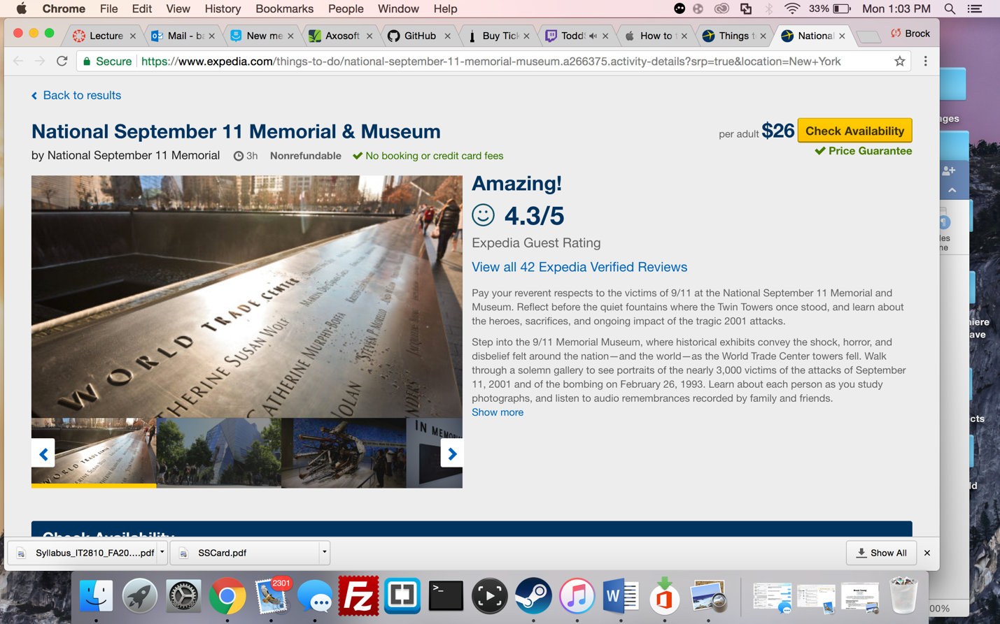 Chrome File Edit View History Bookmarks People Window Help 33% Mon 1:03 PM
Lecture Mail - ba New me Axosoft GitHub Buy Tick Todd How to Things t National Brock
Secure https://www.expedia.com/things-to-do/national-september-11-memorial-museum.a266375.activity-details?srp=true&location=New+York
Back to results
National September 11 Memorial & Museum
per adult $26 Check Availability
by National September 11 Memorial 3h Nonrefundable No booking or credit card fees
Price Guarantee
Amazing!
4.3/5
Expedia Guest Rating
View all 42 Expedia Verified Reviews
Pay your reverent respects to the victims of 9/11 at the National September 11 Memorial and
Museum. Reflect before the quiet fountains where the Twin Towers once stood, and learn about
the heroes, sacrifices, and ongoing impact of the tragic 2001 attacks.
Step into the 9/11 Memorial Museum, where historical exhibits convey the shock, horror, and
disbelief felt around the nation—and the world—as the World Trade Center towers fell. Walk
through a solemn gallery to see portraits of the nearly 3,000 victims of the attacks of September
11, 2001 and of the bombing on February 26, 1993. Learn about each person as you study
photographs, and listen to audio remembrances recorded by family and friends.
Show more
WORLD TRADE CENTER
THERINE SUSAN WOLF
CATHERINE MURPHY-BOFFA
NOLAN
IN MEMORI
Check Availability
Syllabus_IT2810_FA20....pdf
SSCard.pdf
Show All
ages
les
ne
iere
ave
cts
ld
00%
2301
Fz
W